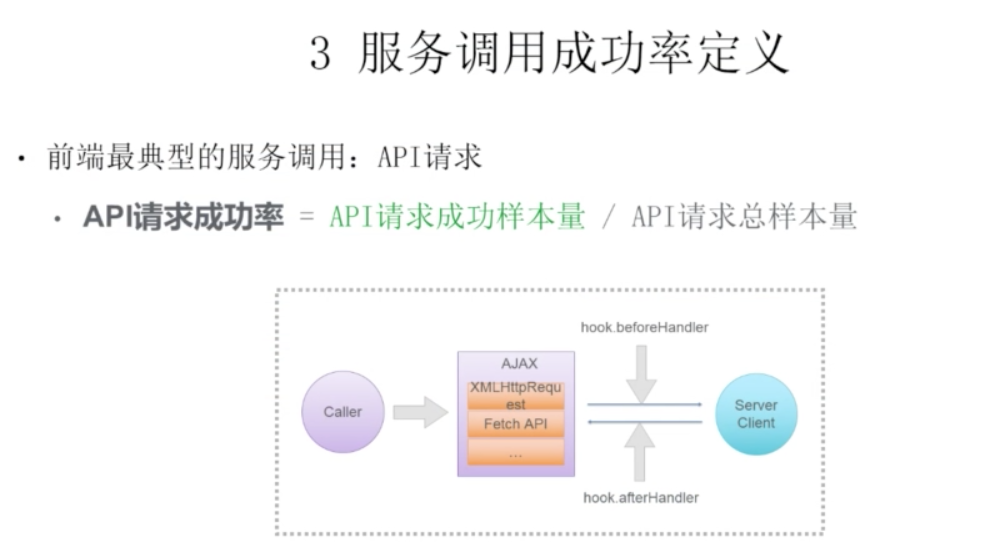 3 服务调用成功率定义
• 前端最典型的服务调用：API请求
• API请求成功率 = API请求成功样本量 / API请求总样本量
hook.beforeHandler
AJAX
XMLHttpRequ
est
Fetch API
...
Caller
Server
Client
hook.afterHandler